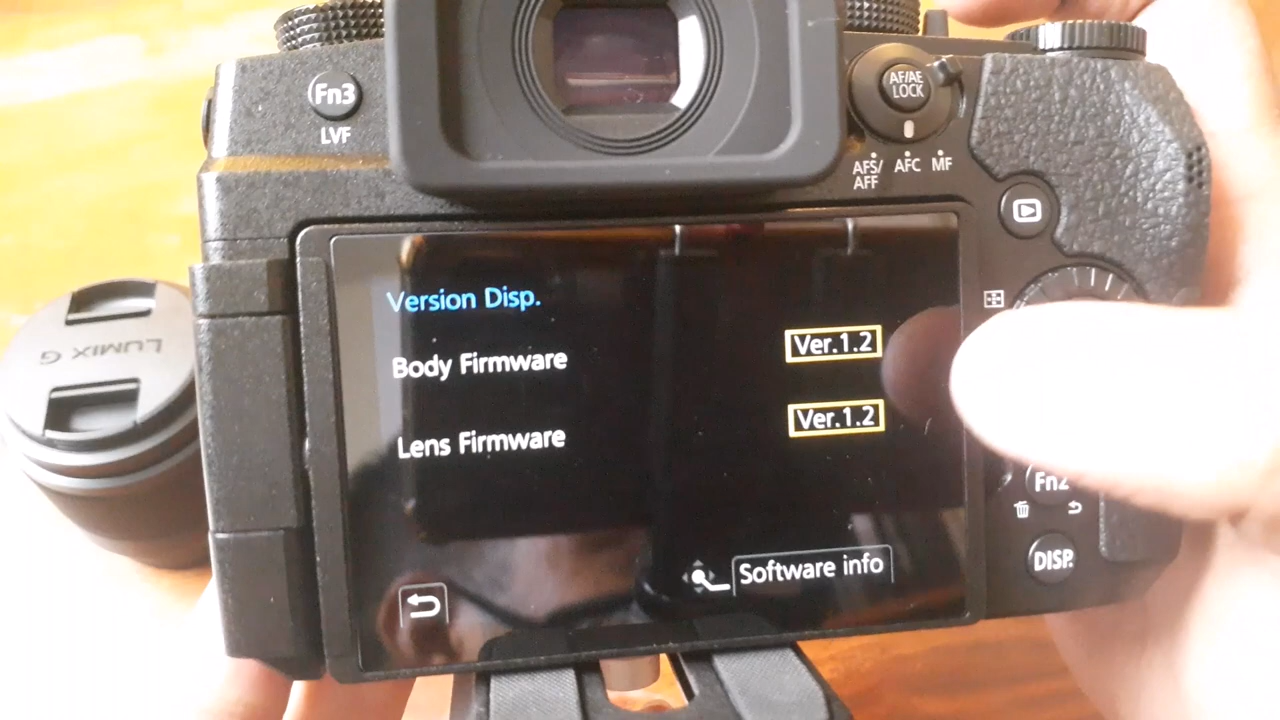 Fn3
LVF
AF/AE
LOCK
AFS/
AFF
AFC
MF
LUMIX G
Version Disp.
Body Firmware
Ver.1.2
Lens Firmware
Ver.1.2
Software info
Fn2
DISP.